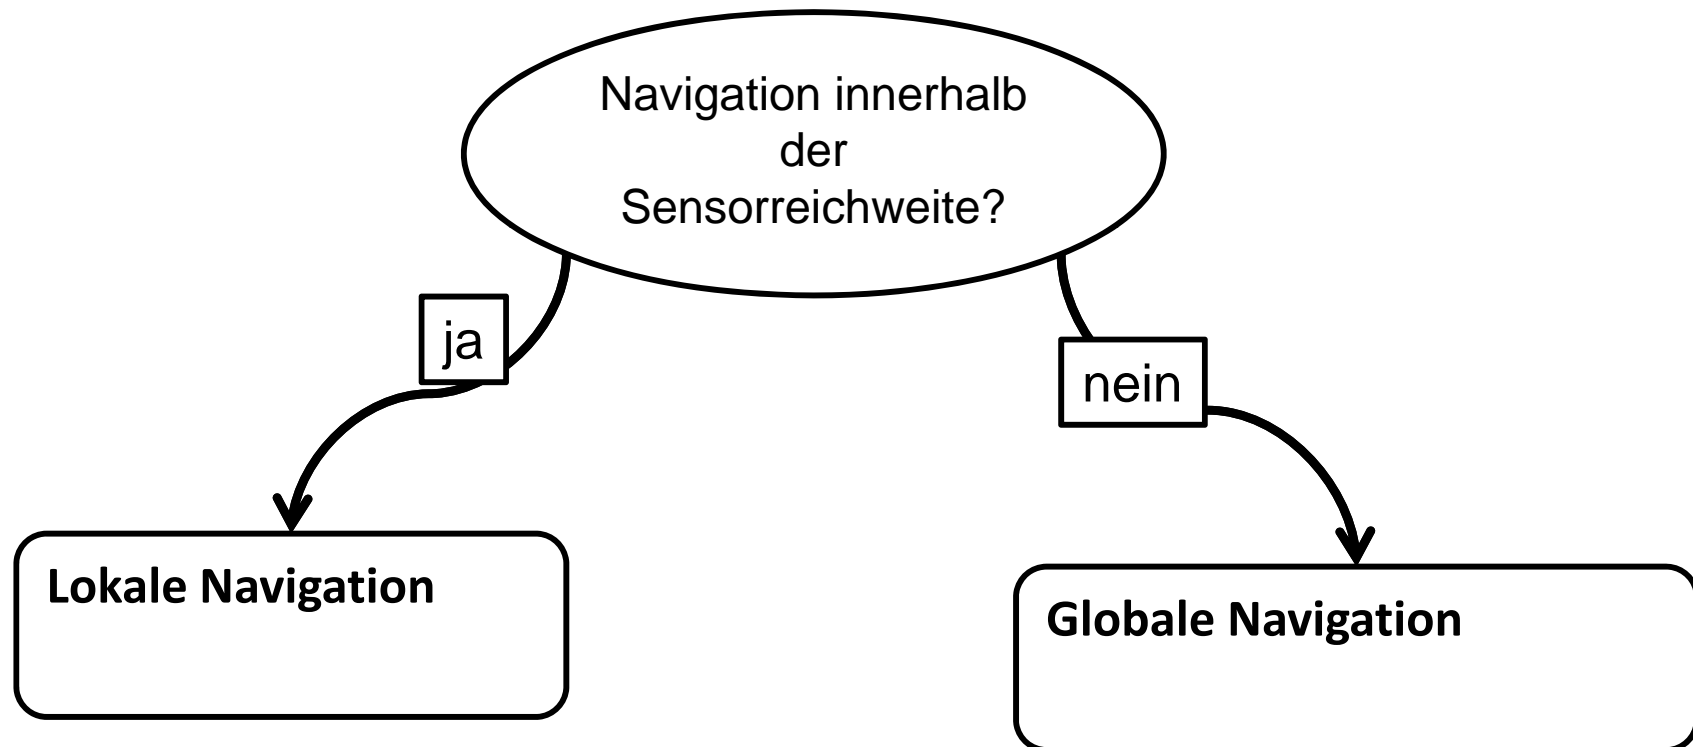 Navigation innerhalb
der
Sensorreichweite?
ja
nein
Lokale Navigation
Globale Navigation